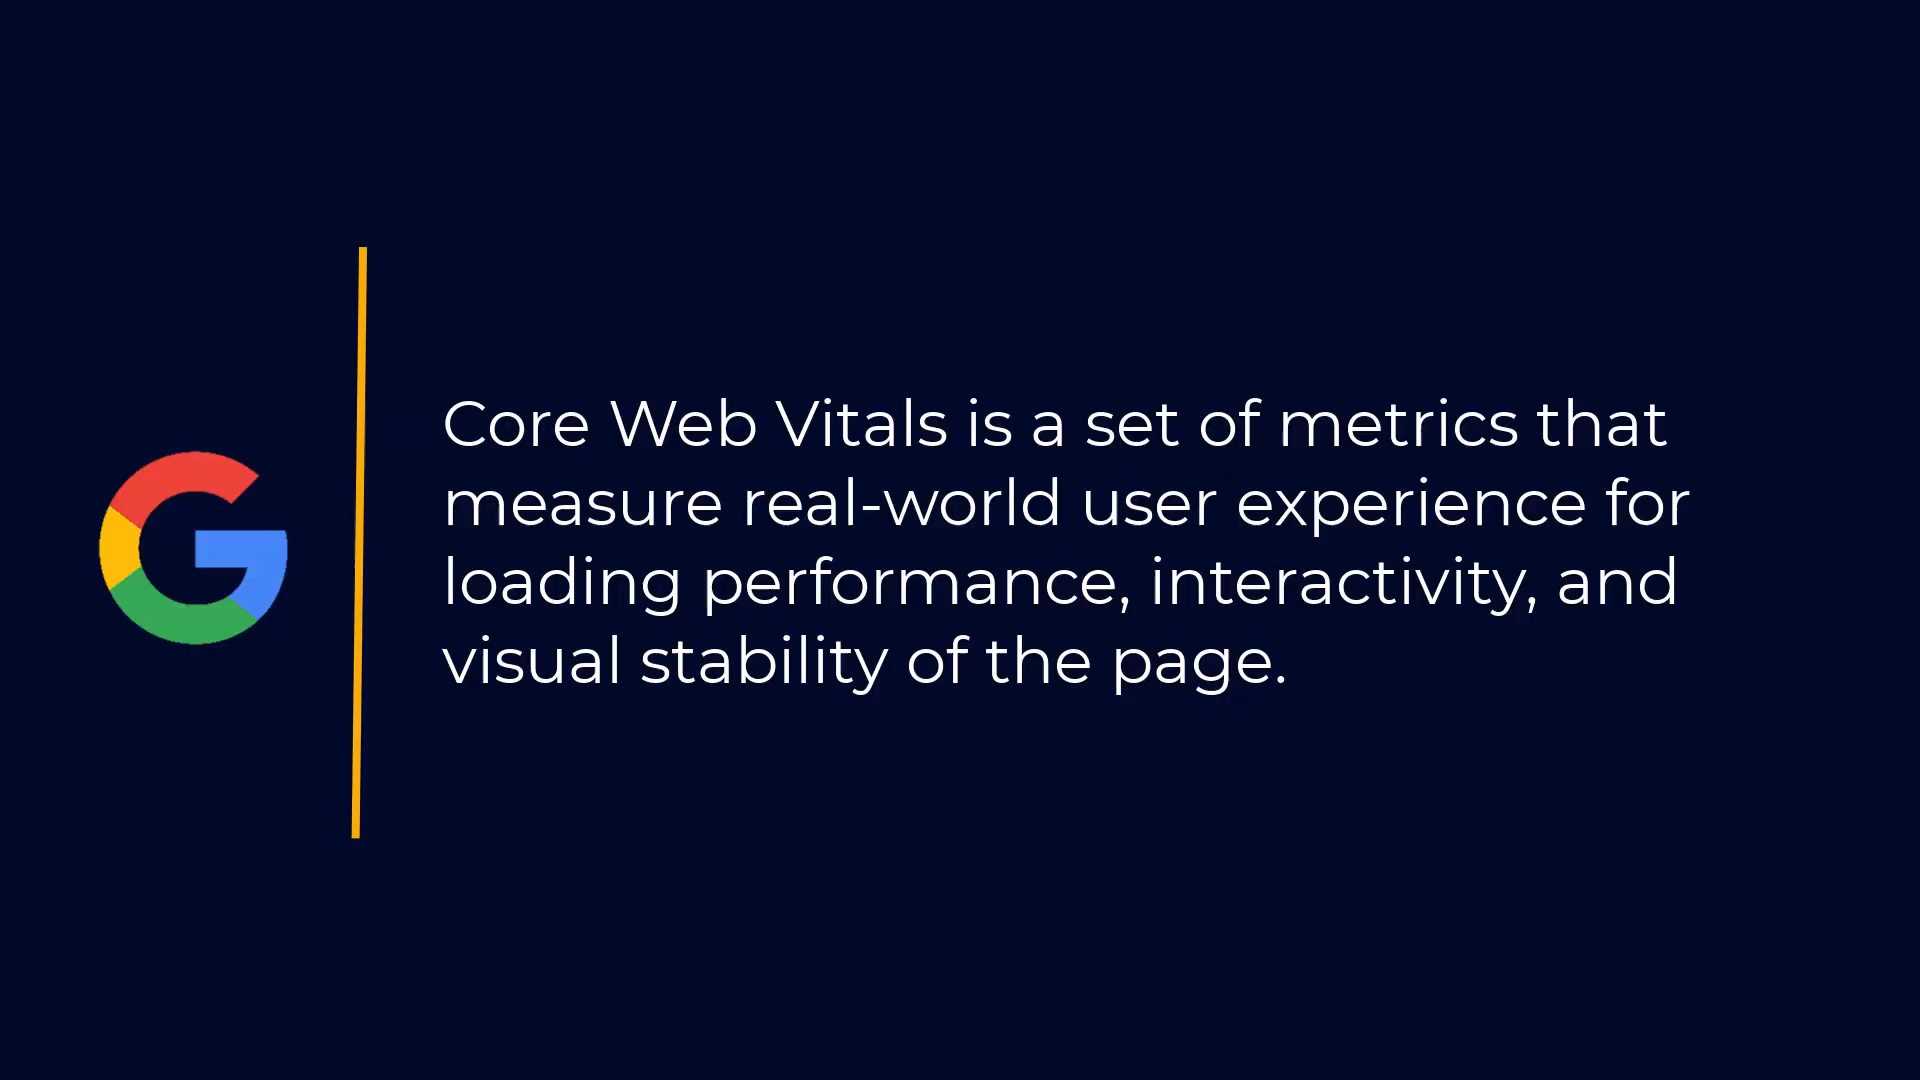 Core Web Vitals is a set of metrics that
measure real-world user experience for
loading performance, interactivity, and
visual stability of the page.